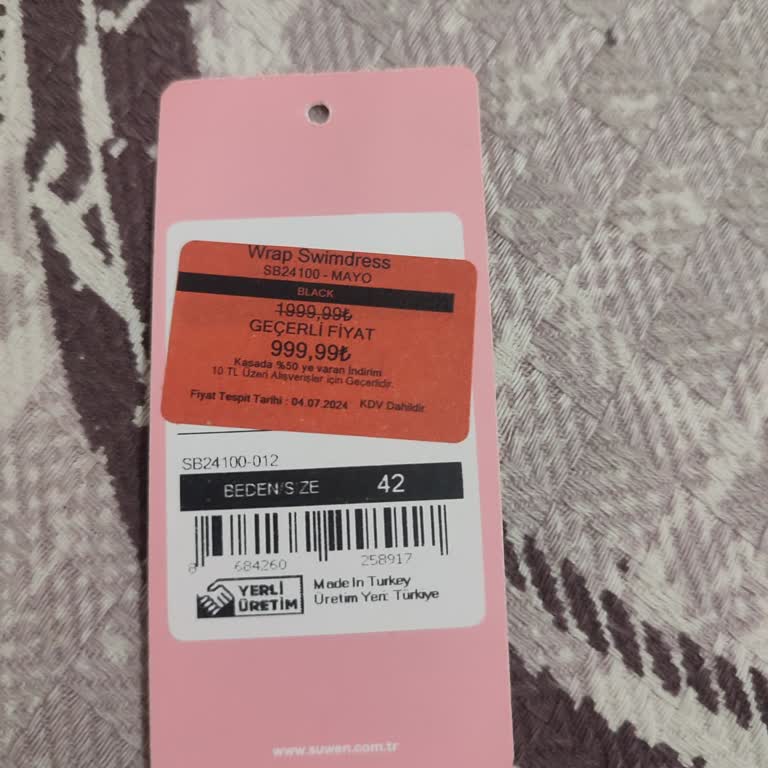 Wrap Swimdress
SB24100 - MAYO
BLACK
1999,99₺
GEÇERLİ FİYAT
999,99₺
Kasada %50 ye varan İndirim
10 TL Üzeri Alışverişler için Geçerlidir.
Fiyat Tespit Tarihi : 04.07.2024 KDV Dahildir
SB24100-012
BEDEN/SIZE 42
8 684260 258917
YERLİ
ÜRETİM
Made In Turkey
Üretim Yeri: Türkiye
www.suwen.com.tr